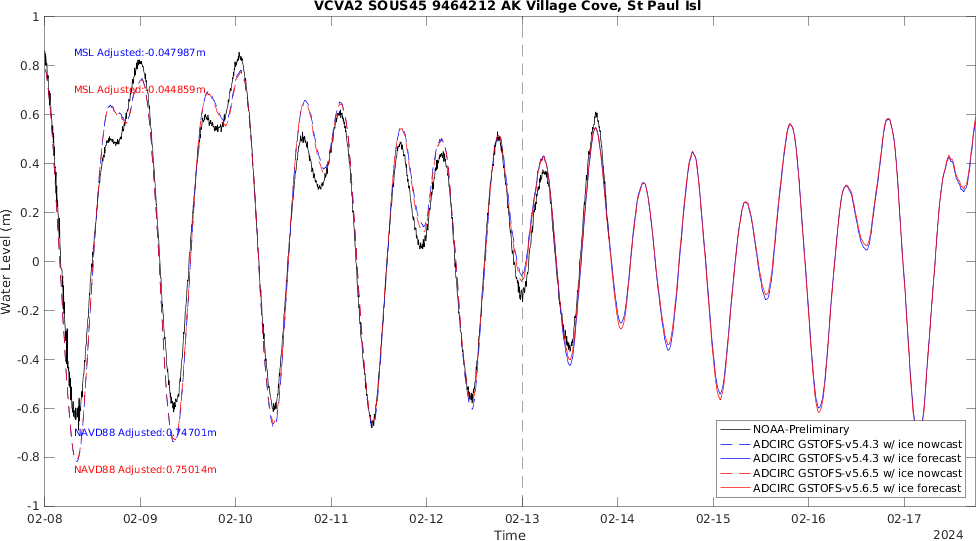 VCVA2 SOUS45 9464212 AK Village Cove, St Paul Isl
Water Level (m)
1
0.8
0.6
0.4
0.2
0
-0.2
-0.4
-0.6
-0.8
-1
MSL Adjusted:-0.047987m
MSL Adjusted:-0.044859m
NAVD88 Adjusted:0.74701m
NAVD88 Adjusted:0.75014m
NOAA-Preliminary
ADCIRC GSTOFS-v5.4.3 w/ ice nowcast
ADCIRC GSTOFS-v5.4.3 w/ ice forecast
ADCIRC GSTOFS-v5.6.5 w/ ice nowcast
ADCIRC GSTOFS-v5.6.5 w/ ice forecast
02-08 02-09 02-10 02-11 02-12 02-13 02-14 02-15 02-16 02-17
Time
2024